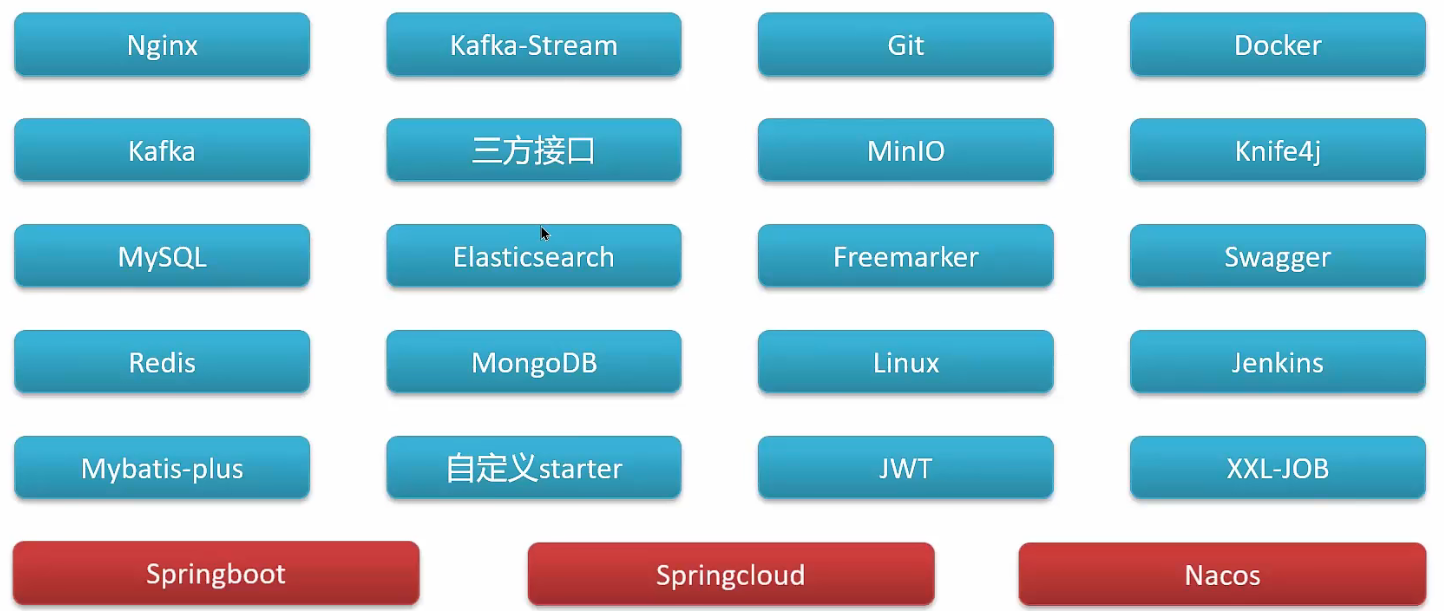 Nginx
Kafka-Stream
Git
Docker
Kafka
三方接口
MinIO
Knife4j
MySQL
Elasticsearch
Freemarker
Swagger
Redis
MongoDB
Linux
Jenkins
Mybatis-plus
自定义starter
JWT
XXL-JOB
Springboot
Springcloud
Nacos